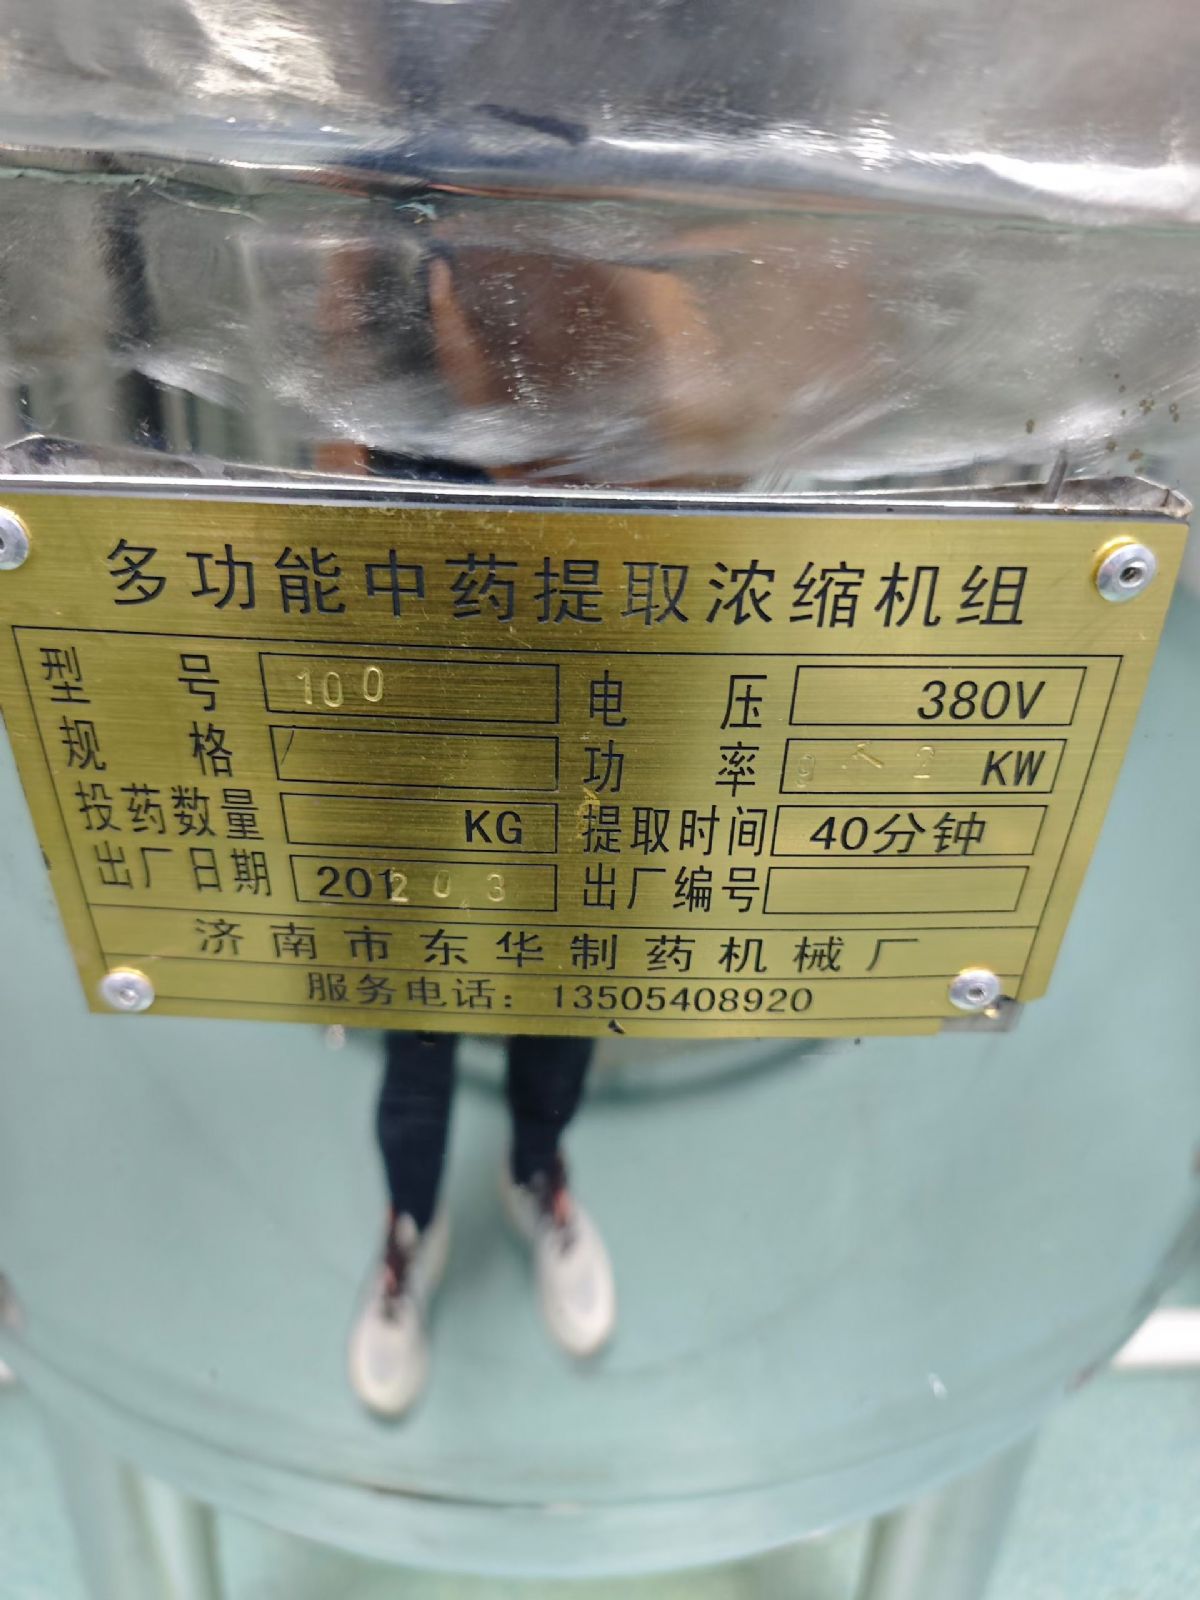 多功能中药提取浓缩机组
型号 100 电压 380V
规格 功率 9 2 KW
投药数量 KG 提取时间 40分钟
出厂日期 201203 出厂编号
济南市东华制药机械厂
服务电话：13505408920